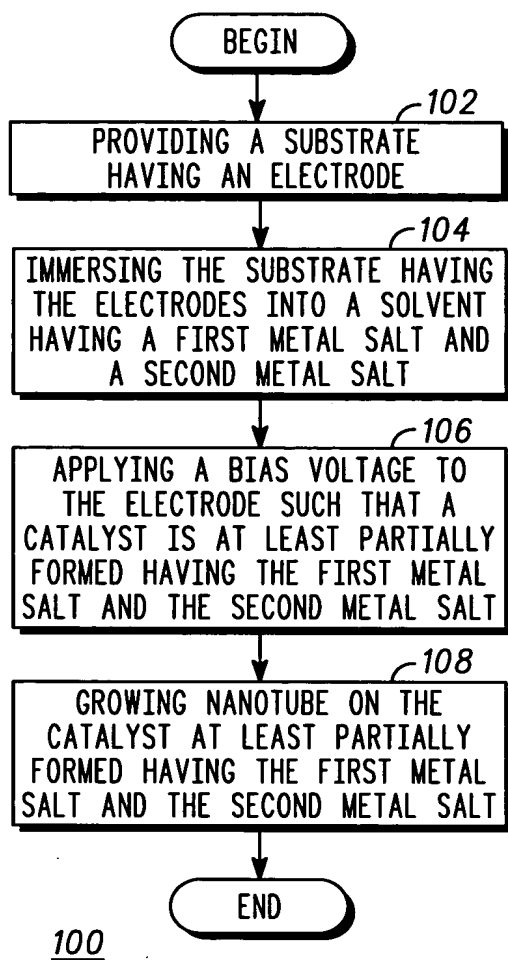 BEGIN
102
PROVIDING A SUBSTRATE
HAVING AN ELECTRODE
104
IMMERSING THE SUBSTRATE HAVING
THE ELECTRODES INTO A SOLVENT
HAVING A FIRST METAL SALT AND
A SECOND METAL SALT
106
APPLYING A BIAS VOLTAGE TO
THE ELECTRODE SUCH THAT A
CATALYST IS AT LEAST PARTIALLY
FORMED HAVING THE FIRST METAL
SALT AND THE SECOND METAL SALT
108
GROWING NANOTUBE ON THE
CATALYST AT LEAST PARTIALLY
FORMED HAVING THE FIRST METAL
SALT AND THE SECOND METAL SALT
END
100